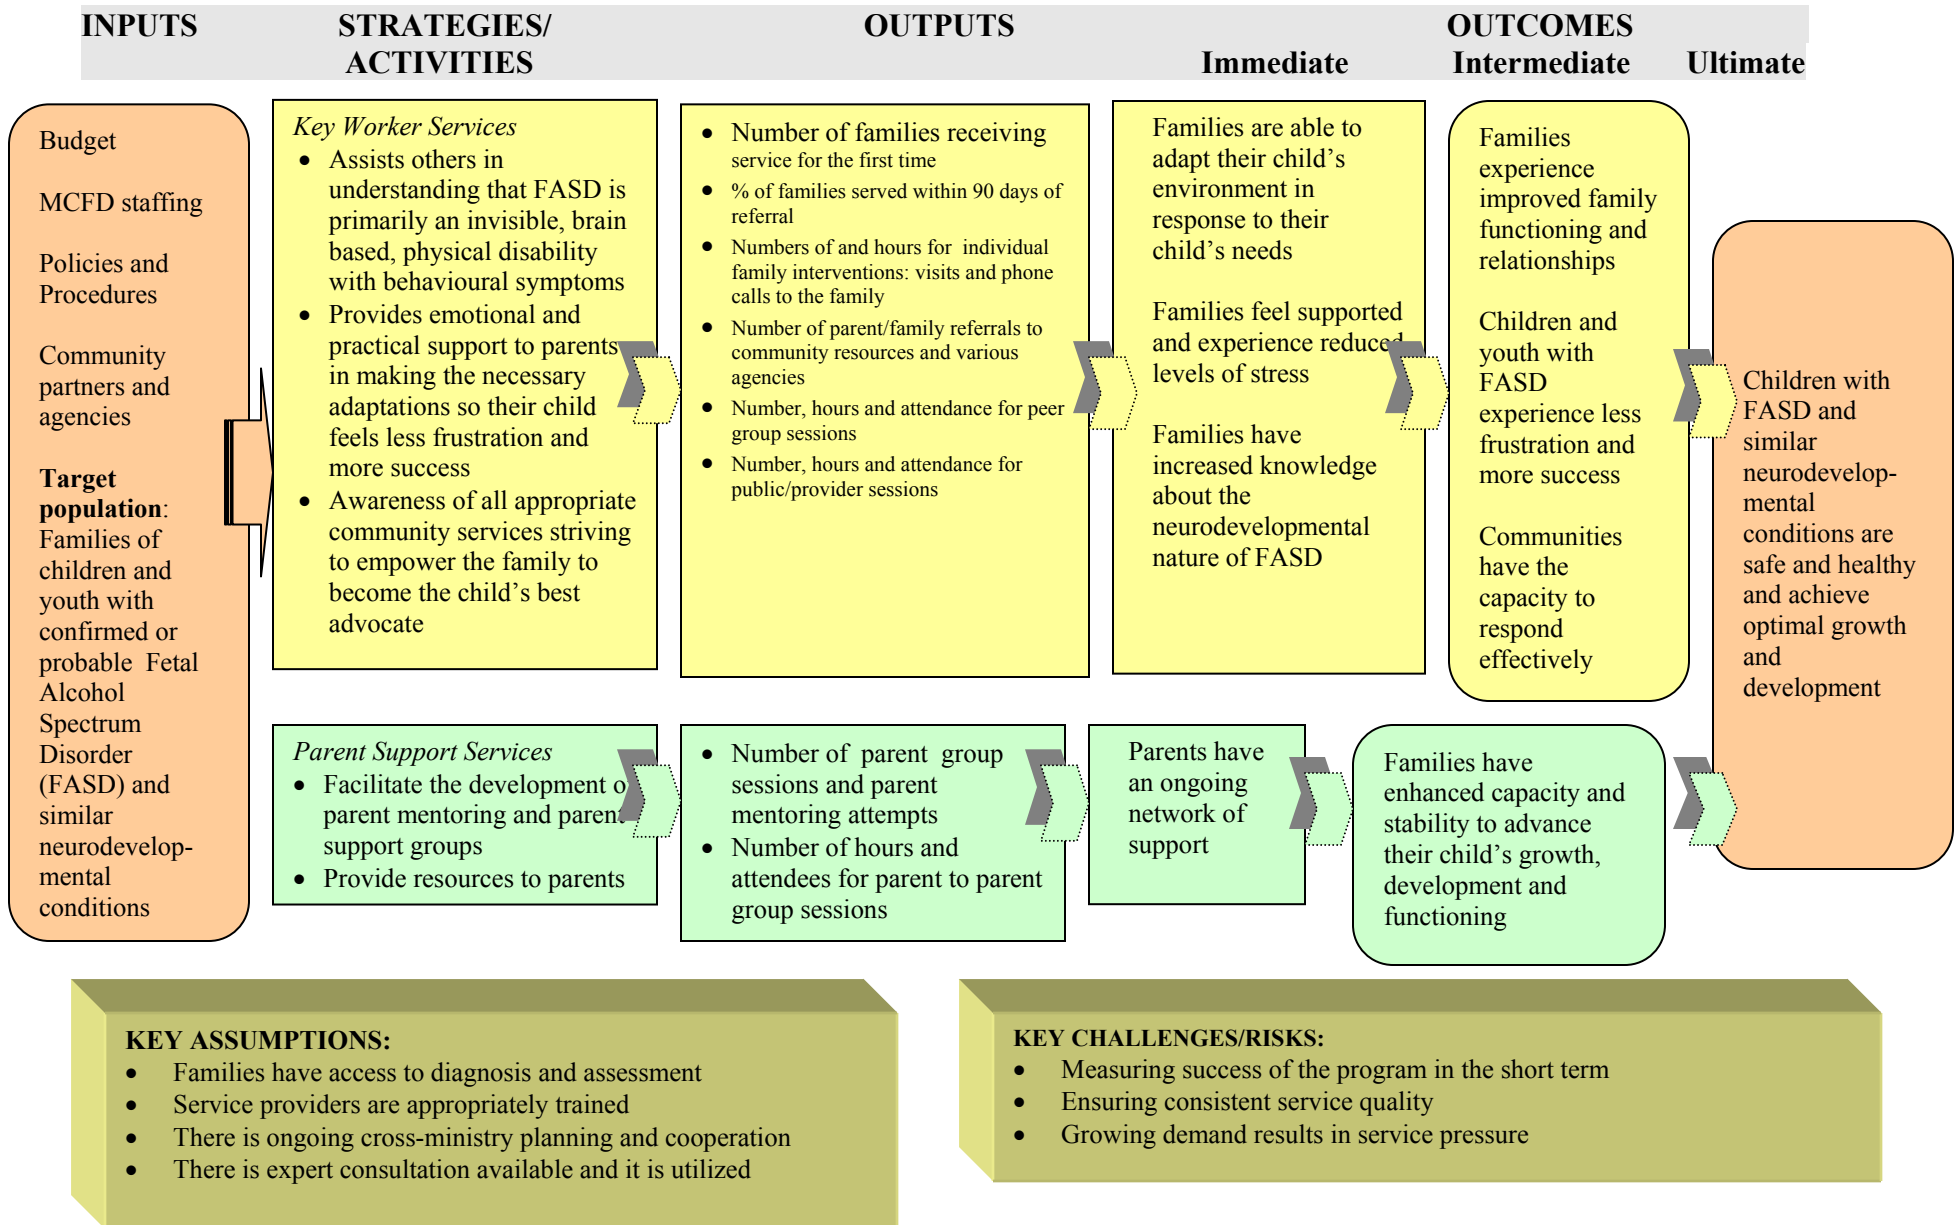 INPUTS
STRATEGIES/
ACTIVITIES
OUTPUTS
OUTCOMES
Immediate
Intermediate
Ultimate
Budget
MCFD staffing
Policies and
Procedures
Community
partners and
agencies
Target
population:
Families of
children and
youth with
confirmed or
probable Fetal
Alcohol
Spectrum
Disorder
(FASD) and
similar
neurodevelop-
mental
conditions
Key Worker Services
• Assists others in
understanding that FASD is
primarily an invisible, brain
based, physical disability
with behavioural symptoms
• Provides emotional and
practical support to parents
in making the necessary
adaptations so their child
feels less frustration and
more success
• Awareness of all appropriate
community services striving
to empower the family to
become the child's best
advocate
• Number of families receiving
service for the first time
• % of families served within 90 days of
referral
• Numbers of and hours for individual
family interventions: visits and phone
calls to the family
• Number of parent/family referrals to
community resources and various
agencies
• Number, hours and attendance for peer
group sessions
• Number, hours and attendance for
public/provider sessions
Families are able to
adapt their child's
environment in
response to their
child's needs
Families feel supported
and experience reduced
levels of stress
Families have
increased knowledge
about the
neurodevelopmental
nature of FASD
Families
experience
improved family
functioning and
relationships
Children and
youth with
FASD
experience less
frustration and
more success
Communities
have the
capacity to
respond
effectively
Children with
FASD and
similar
neurodevelop-
mental
conditions are
safe and healthy
and achieve
optimal growth
and
development
Parent Support Services
• Facilitate the development of
parent mentoring and parent
support groups
• Provide resources to parents
• Number of parent group
sessions and parent
mentoring attempts
• Number of hours and
attendees for parent to parent
group sessions
Parents have
an ongoing
network of
support
Families have
enhanced capacity and
stability to advance
their child's growth,
development and
functioning
KEY ASSUMPTIONS:
• Families have access to diagnosis and assessment
• Service providers are appropriately trained
• There is ongoing cross-ministry planning and cooperation
• There is expert consultation available and it is utilized
KEY CHALLENGES/RISKS:
• Measuring success of the program in the short term
• Ensuring consistent service quality
• Growing demand results in service pressure